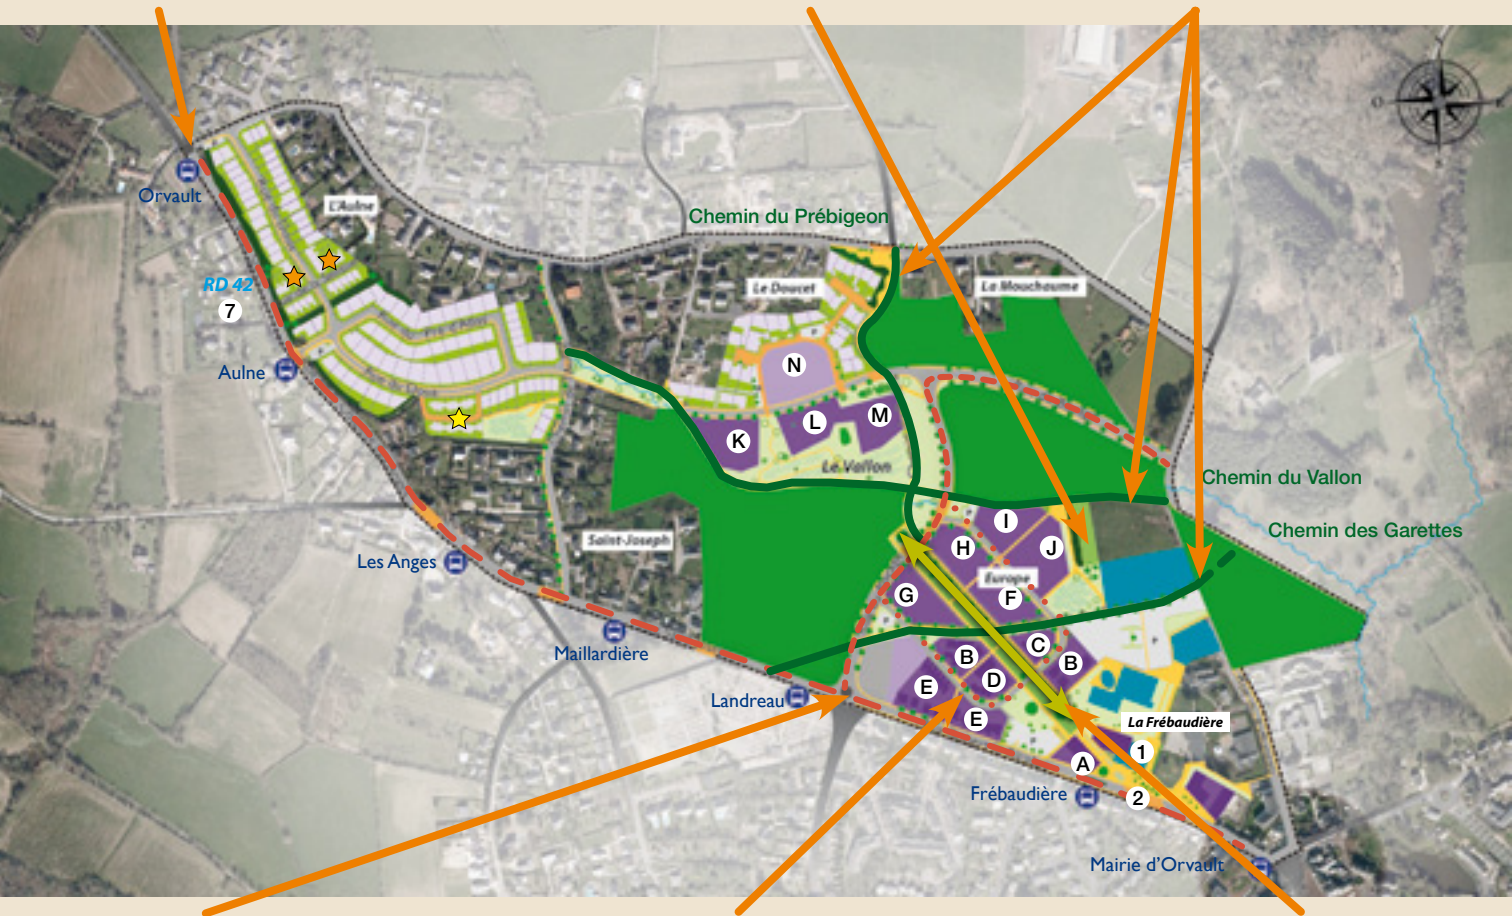 Orvault
L'Aulne
Chemin du Prébigeon
RD 42
7
Le Doucet
La Mouchaume
Aulne
N
P
M
L
K
Le Vallon
Chemin du Vallon
Chemin des Garettes
P
I
H
J
Saint-Joseph
Les Anges
Europe
G
F
P
Maillardière
C
P
B
B
D
E
Landreau
E
La Frébaudière
1
A
Frébaudière
2
Mairie d'Orvault